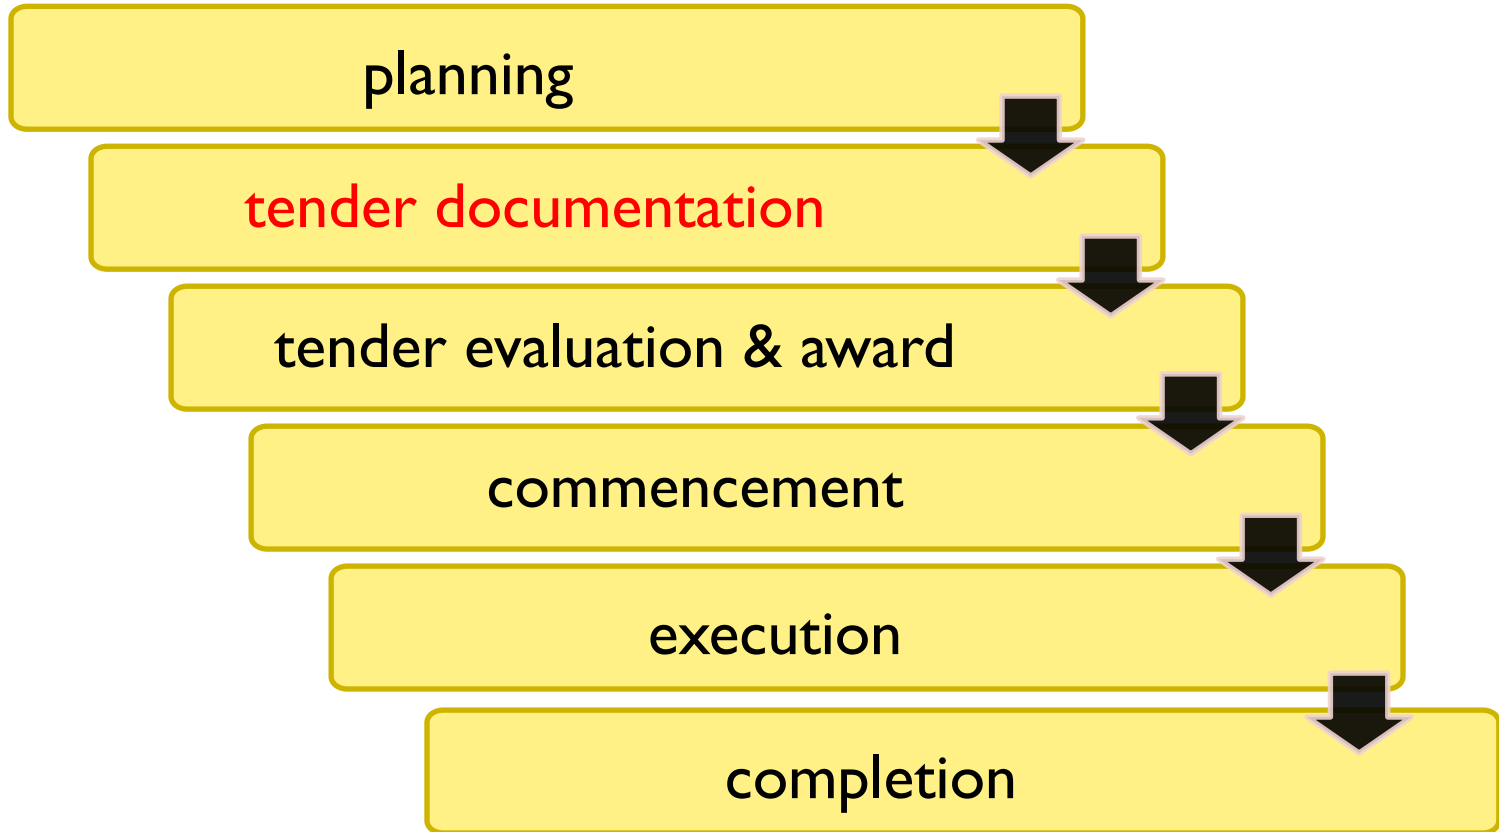 planning
tender documentation
tender evaluation & award
commencement
execution
completion